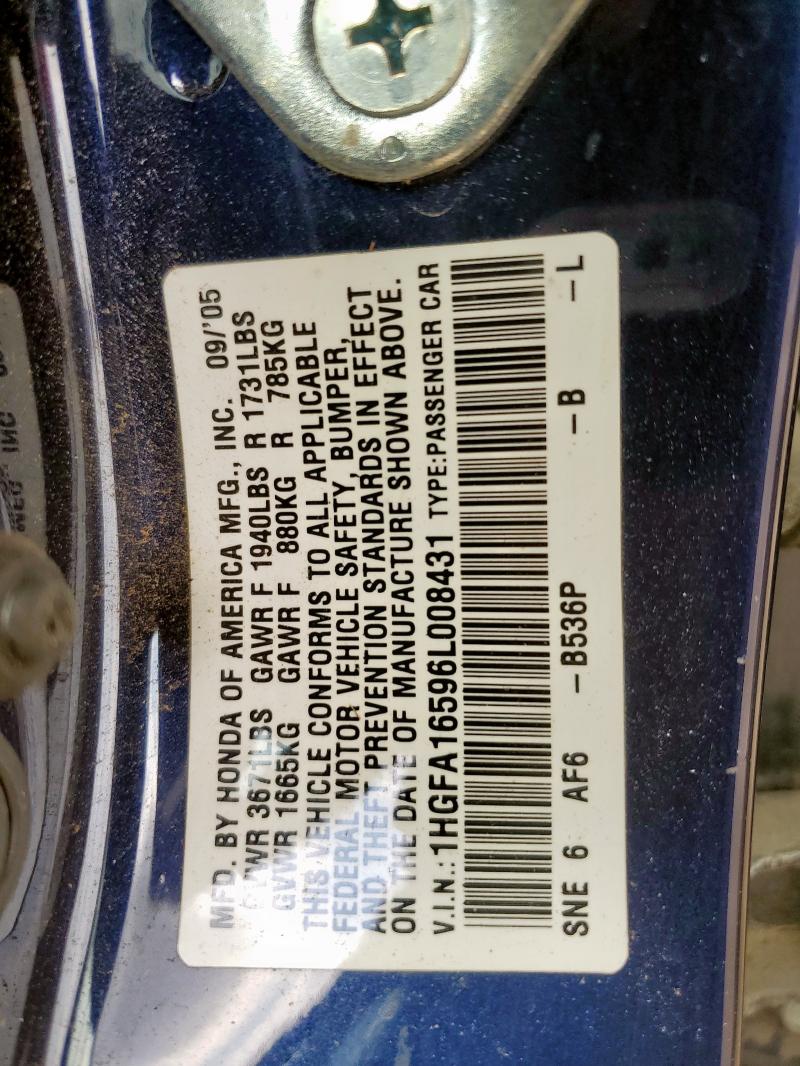 MFD. BY HONDA OF AMERICA MFG., INC. 09/'05
GVWR 3671LBS GAWR F 1940LBS R 1731LBS
GVWR 1665KG GAWR F 880KG R 785KG
THIS VEHICLE CONFORMS TO ALL APPLICABLE
FEDERAL MOTOR VEHICLE SAFETY, BUMPER,
AND THEFT PREVENTION STANDARDS IN EFFECT
ON THE DATE OF MANUFACTURE SHOWN ABOVE.
V.I.N.: 1HGFA16596L008431 TYPE:PASSENGER CAR
SNE 6 AF6 -B536P -B -L
INC